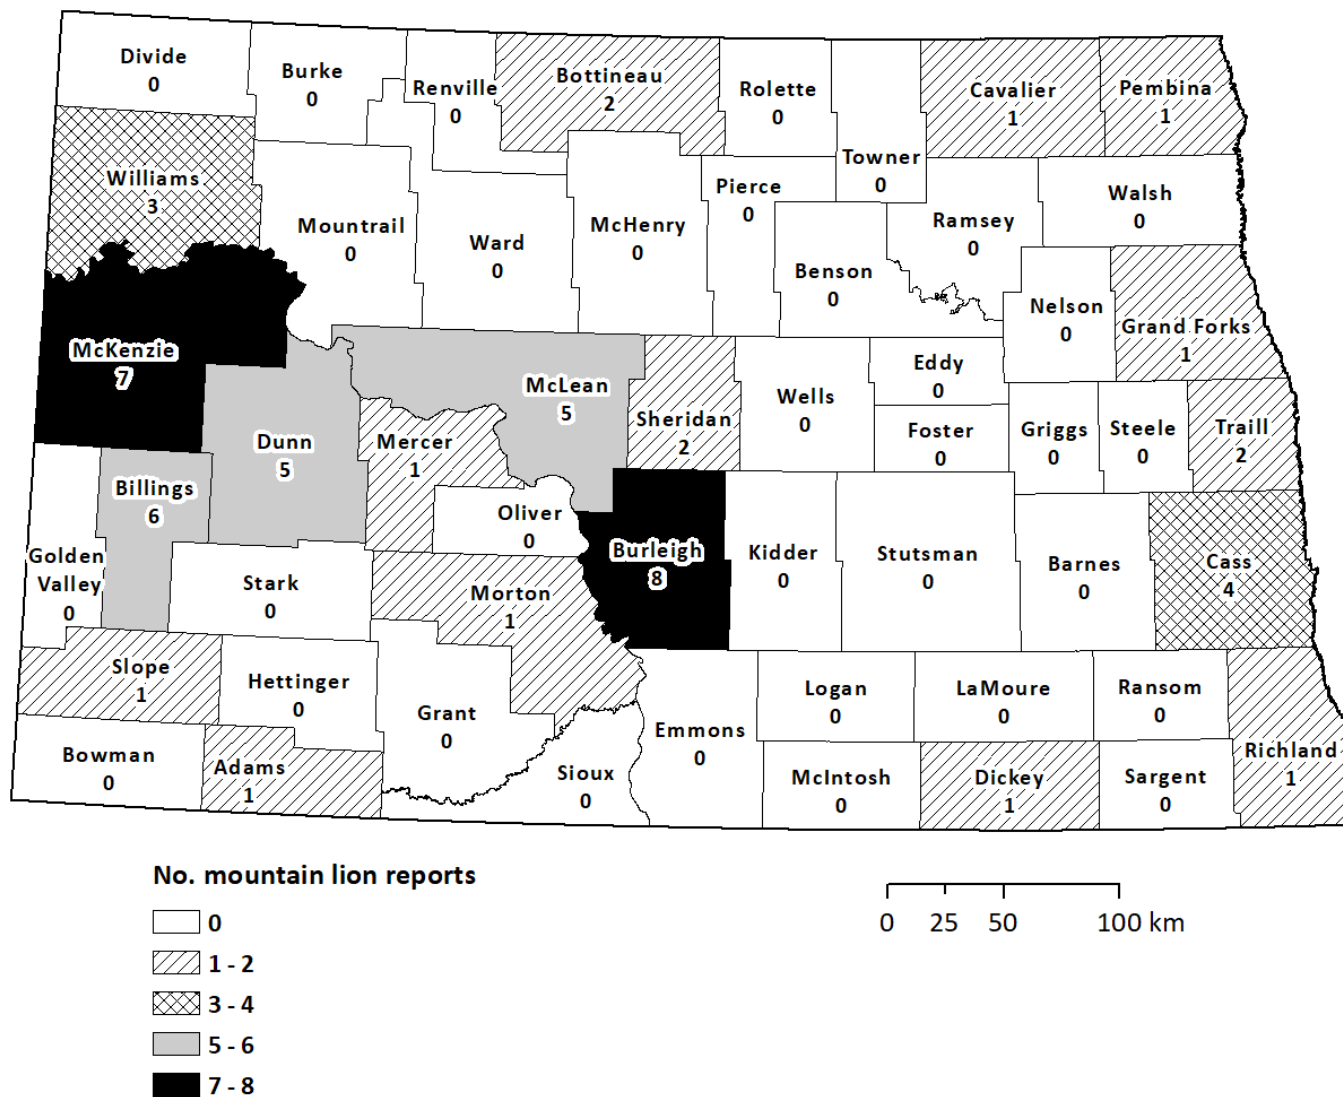 Divide
0
Burke
0
Renville
0
Bottineau
2
Rolette
0
Towner
0
Cavalier
1
Pembina
1
Williams
3
Mountrail
0
Ward
0
McHenry
0
Pierce
0
Benson
0
Ramsey
0
Walsh
0
Nelson
0
Grand Forks
1
McKenzie
7
Dunn
5
McLean
5
Mercer
1
Sheridan
2
Wells
0
Eddy
0
Foster
0
Griggs
0
Steele
0
Traill
2
Billings
6
Golden
Valley
0
Stark
0
Oliver
0
Morton
1
Burleigh
8
Kidder
0
Stutsman
0
Barnes
0
Cass
4
Slope
1
Hettinger
0
Grant
0
Bowman
0
Adams
1
Sioux
0
Emmons
0
Logan
0
LaMoure
0
Ransom
0
McIntosh
0
Dickey
1
Sargent
0
Richland
1
No. mountain lion reports
0
1 - 2
3 - 4
5 - 6
7 - 8
0 25 50 100 km